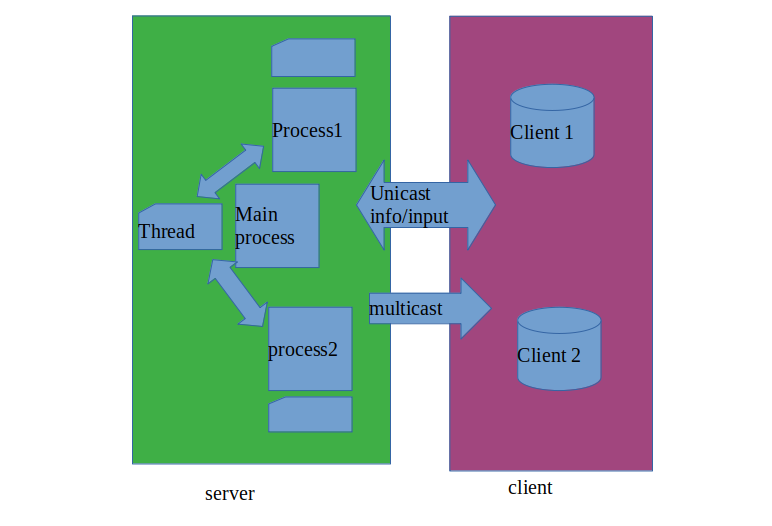 Process1
Client 1
Unicast
info/input
Main
process
Thread
multicast
process2
Client 2
server
client